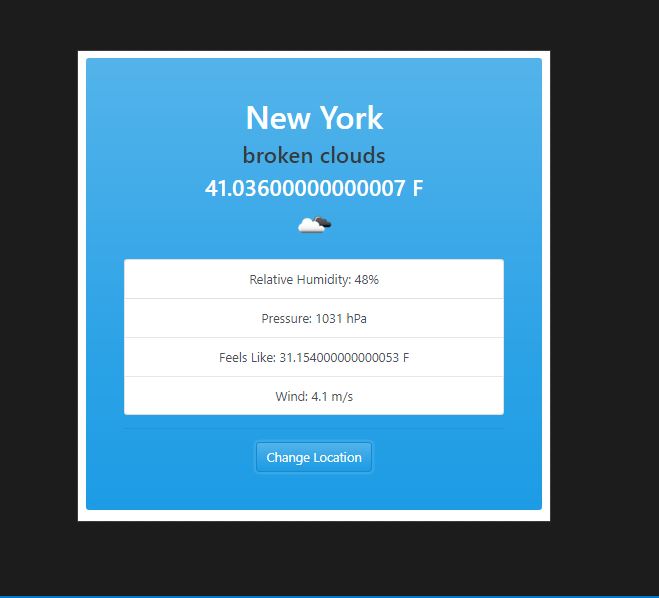 New York
broken clouds
41.03600000000007 F
Relative Humidity: 48%
Pressure: 1031 hPa
Feels Like: 31.154000000000053 F
Wind: 4.1 m/s
Change Location